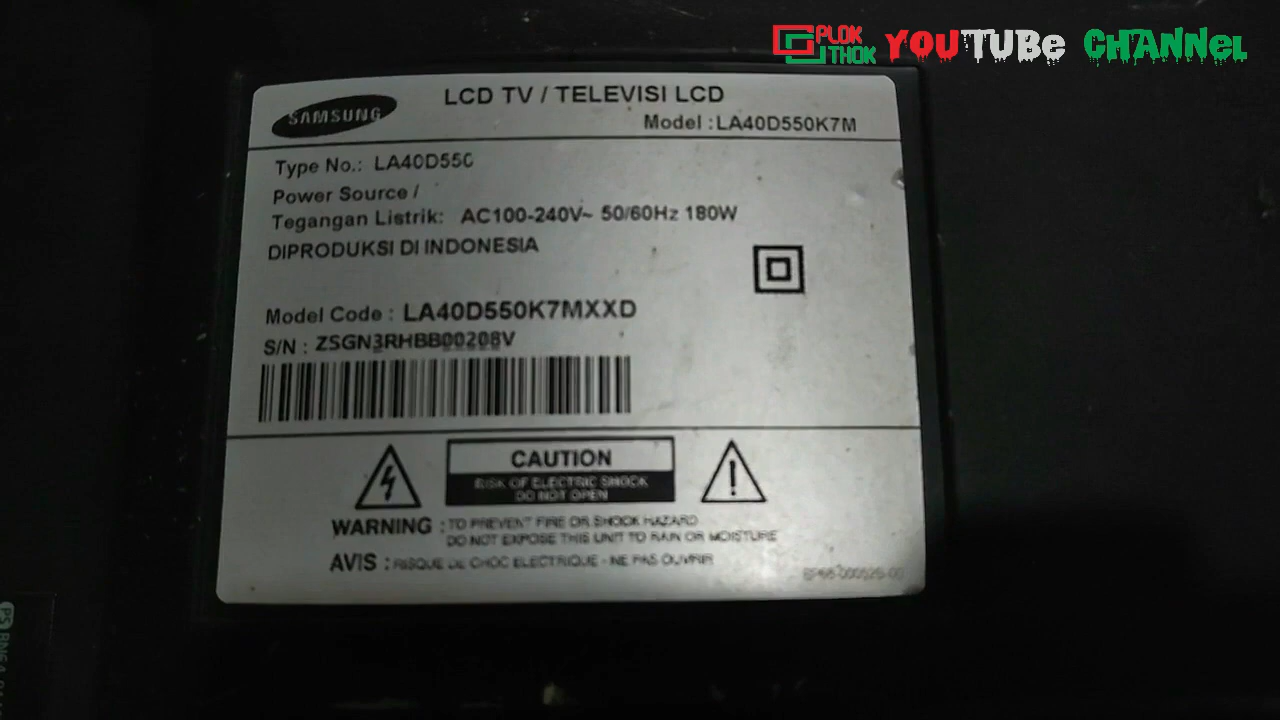 PLOK
THOK
YOUTUBe CHANNeL
SAMSUNG
LCD TV / TELEVISI LCD
Model :LA40D550K7M
Type No.: LA40D550
Power Source /
Tegangan Listrik: AC100-240V~ 50/60Hz 180W
DIPRODUKSI DI INDONESIA
Model Code : LA40D550K7MXXD
S/N : ZSGN3RHBB00208V
CAUTION
RISK OF ELECTRIC SHOCK
DO NOT OPEN
WARNING : TO PREVENT FIRE OR SHOCK HAZARD
DO NOT EXPOSE THIS UNIT TO RAIN OR MOISTURE
AVIS : RISQUE DE CHOC ELECTRIQUE - NE PAS OUVRIR